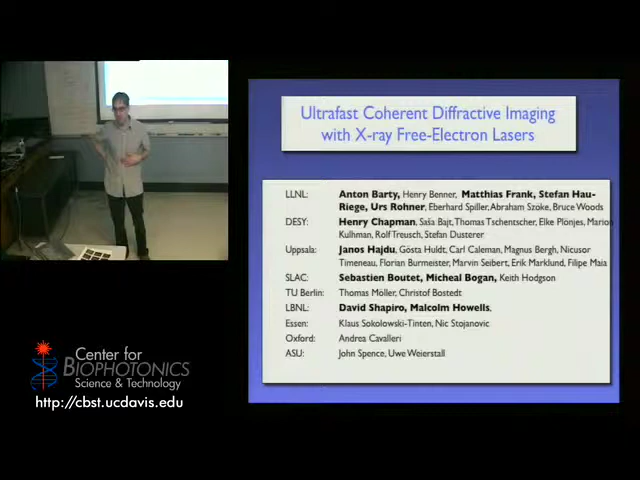 Ultrafast Coherent Diffractive Imaging
with X-ray Free-Electron Lasers
LLNL: Anton Barty, Henry Benner, Matthias Frank, Stefan Hau-
Riege, Urs Rohner, Eberhard Spiller, Abraham Szoke, Bruce Woods
DESY: Henry Chapman, Saša Bajt, Thomas Tschentscher, Elke Plönjes, Marion
Kulhman, Rolf Treusch, Stefan Dusterer
Uppsala: Janos Hajdu, Gösta Huldt, Carl Caleman, Magnus Bergh, Nicusor
Timeneau, Florian Burmeister, Marvin Seibert, Erik Marklund, Filipe Maia
SLAC: Sebastien Boutet, Micheal Bogan, Keith Hodgson
TU Berlin: Thomas Möller, Christof Bostedt
LBNL: David Shapiro, Malcolm Howells,
Essen: Klaus Sokolowski-Tinten, Nic Stojanovic
Oxford: Andrea Cavalleri
ASU: John Spence, Uwe Weierstall
Center for
BIOPHOTONICS
Science & Technology
http://cbst.ucdavis.edu